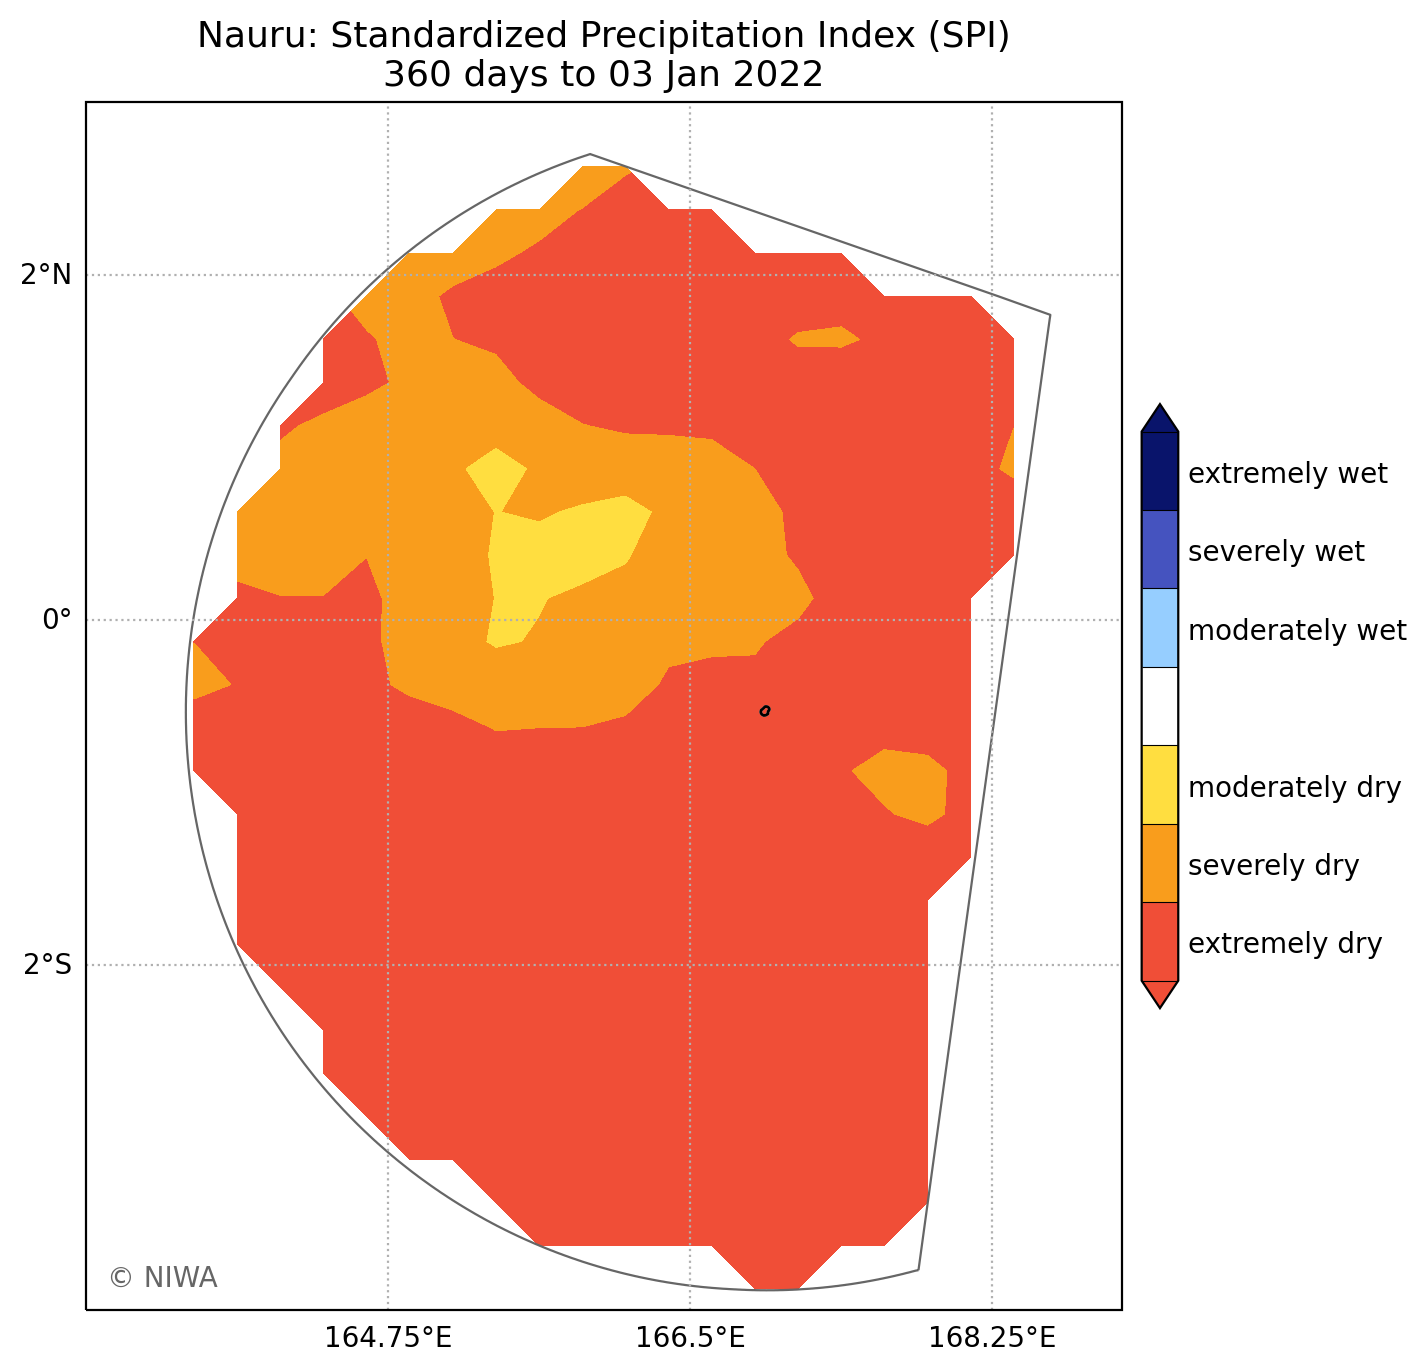 Nauru: Standardized Precipitation Index (SPI)
360 days to 03 Jan 2022
2°N
0°
2°S
164.75°E
166.5°E
168.25°E
extremely wet
severely wet
moderately wet
moderately dry
severely dry
extremely dry
© NIWA